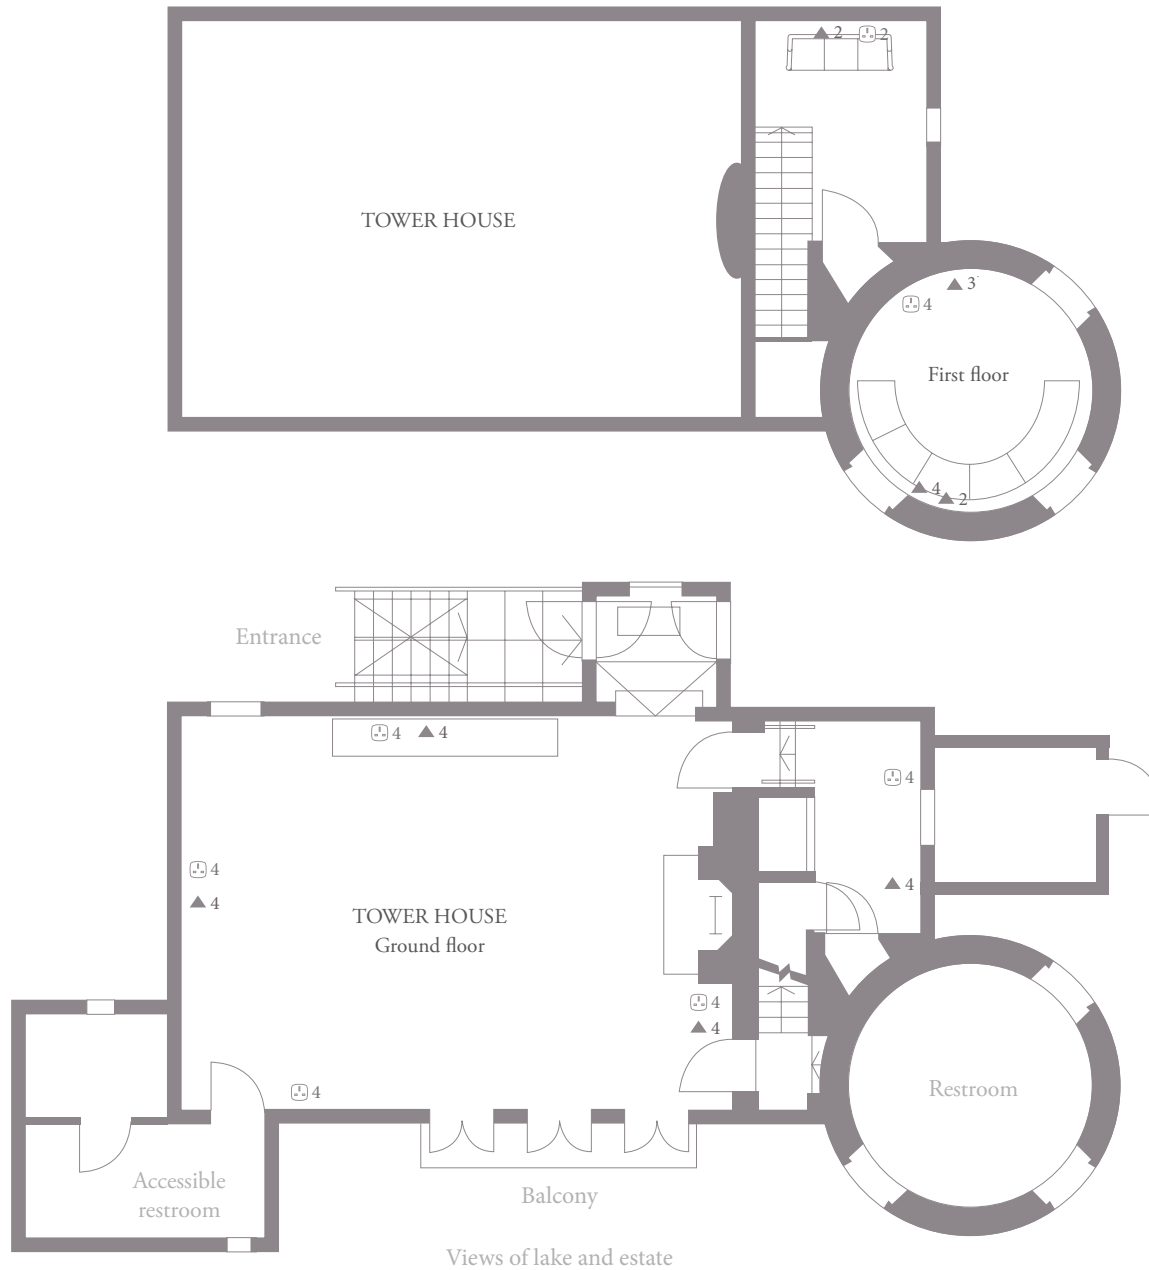 2 2
TOWER HOUSE
3
4
First floor
4
2
Entrance
4 4
4
4
4
4
TOWER HOUSE
Ground floor
4
4
4
Restroom
Accessible
restroom
Balcony
Views of lake and estate